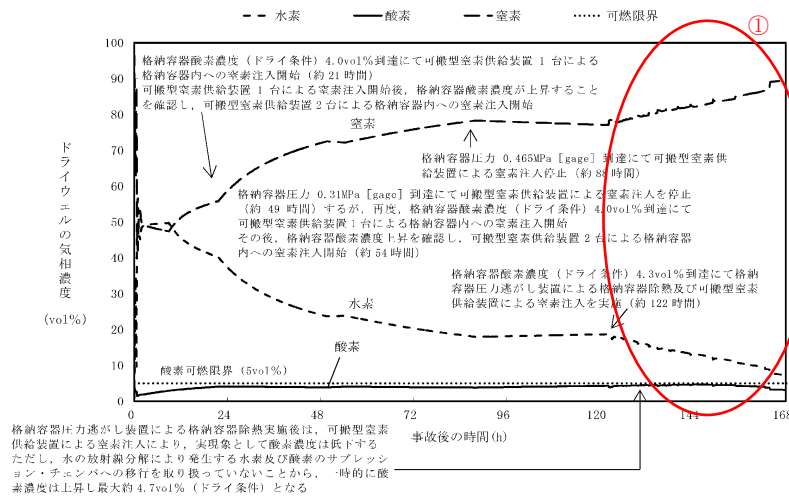 水素 酸素 窒素 可燃限界
①
100
90
80
70
60
50
40
30
20
10
0
ドライウェルの気相濃度
(vol%)
格納容器酸素濃度（ドライ条件）4.0vol%到達にて可搬型窒素供給装置１台による
格納容器内への窒素注入開始（約21時間）
可搬型窒素供給装置１台による窒素注入開始後，格納容器酸素濃度が上昇すること
を確認し，可搬型窒素供給装置２台による格納容器内への窒素注入開始
窒素
格納容器圧力 0.465MPa［gage］到達にて可搬型窒素供
給装置による窒素注入停止（約88時間）
格納容器圧力 0.31MPa［gage］到達にて可搬型窒素供給装置による窒素注入を停止
（約49時間）するが，再度，格納容器酸素濃度（ドライ条件）4.0vol%到達にて
可搬型窒素供給装置１台による格納容器内への窒素注入開始
その後，格納容器酸素濃度上昇を確認し，可搬型窒素供給装置２台による格納容器
内への窒素注入開始（約54時間）
格納容器酸素濃度（ドライ条件）4.3vol%到達にて格納
容器圧力逃がし装置による格納容器除熱及び可搬型窒素
供給装置による窒素注入を実施（約122時間）
水素
酸素
酸素可燃限界（5vol%）
0 24 48 72 96 120 144 168
事故後の時間(h)
格納容器圧力逃がし装置による格納容器除熱実施後は，可搬型窒素
供給装置による窒素注入により，実現象として酸素濃度は低下する
ただし，水の放射線分解により発生する水素及び酸素のサプレッシ
ョン・チェンバへの移行を取り扱っていないことから，一時的に酸
素濃度は上昇し最大約4.7vol%（ドライ条件）となる